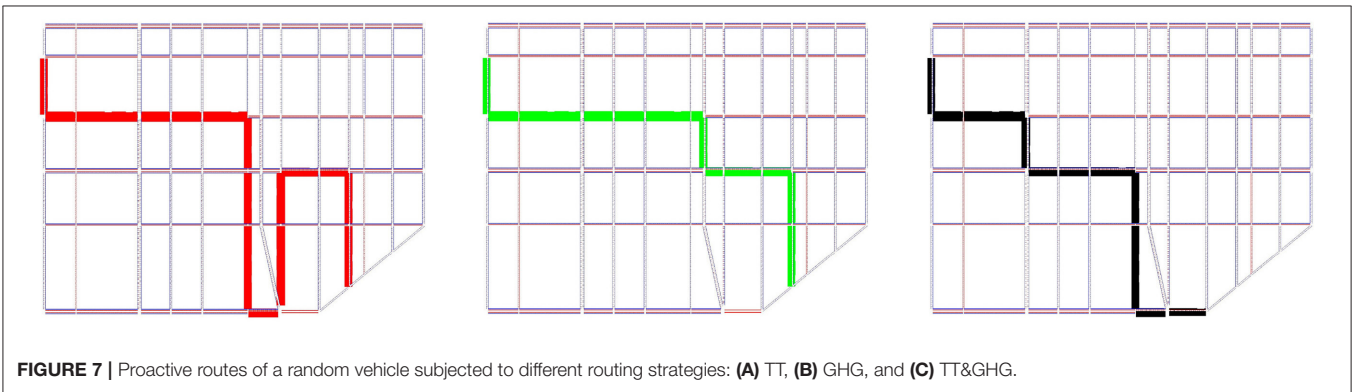 FIGURE 7 | Proactive routes of a random vehicle subjected to different routing strategies: (A) TT, (B) GHG, and (C) TT&GHG.